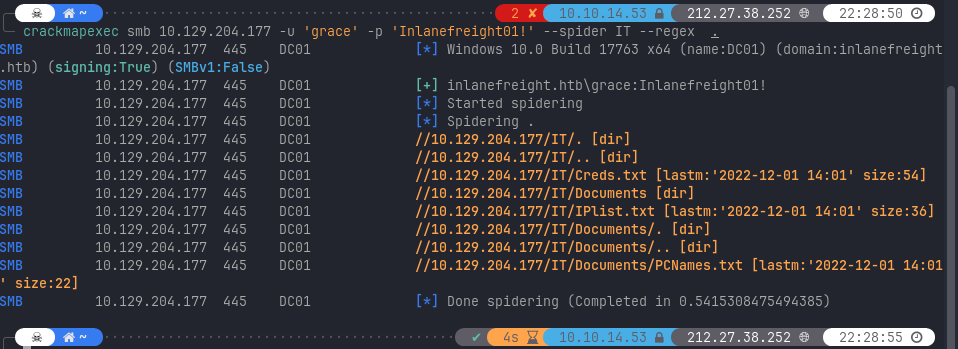 ~ 2 ✘ 10.10.14.53 212.27.38.252 22:28:50
crackmapexec smb 10.129.204.177 -u 'grace' -p 'Inlanefreight01!' --spider IT --regex .
SMB 10.129.204.177 445 DC01 [*] Windows 10.0 Build 17763 x64 (name:DC01) (domain:inlanefreight
.htb) (signing:True) (SMBv1:False)
SMB 10.129.204.177 445 DC01 [+] inlanefreight.htb\grace:Inlanefreight01!
SMB 10.129.204.177 445 DC01 [*] Started spidering
SMB 10.129.204.177 445 DC01 [*] Spidering .
SMB 10.129.204.177 445 DC01 //10.129.204.177/IT/. [dir]
SMB 10.129.204.177 445 DC01 //10.129.204.177/IT/.. [dir]
SMB 10.129.204.177 445 DC01 //10.129.204.177/IT/Creds.txt [lastm:'2022-12-01 14:01' size:54]
SMB 10.129.204.177 445 DC01 //10.129.204.177/IT/Documents [dir]
SMB 10.129.204.177 445 DC01 //10.129.204.177/IT/IPlist.txt [lastm:'2022-12-01 14:01' size:36]
SMB 10.129.204.177 445 DC01 //10.129.204.177/IT/Documents/. [dir]
SMB 10.129.204.177 445 DC01 //10.129.204.177/IT/Documents/.. [dir]
SMB 10.129.204.177 445 DC01 //10.129.204.177/IT/Documents/PCNames.txt [lastm:'2022-12-01 14:01
' size:22]
SMB 10.129.204.177 445 DC01 [*] Done spidering (Completed in 0.5415308475494385)
~ ✔ 4s 10.10.14.53 212.27.38.252 22:28:55